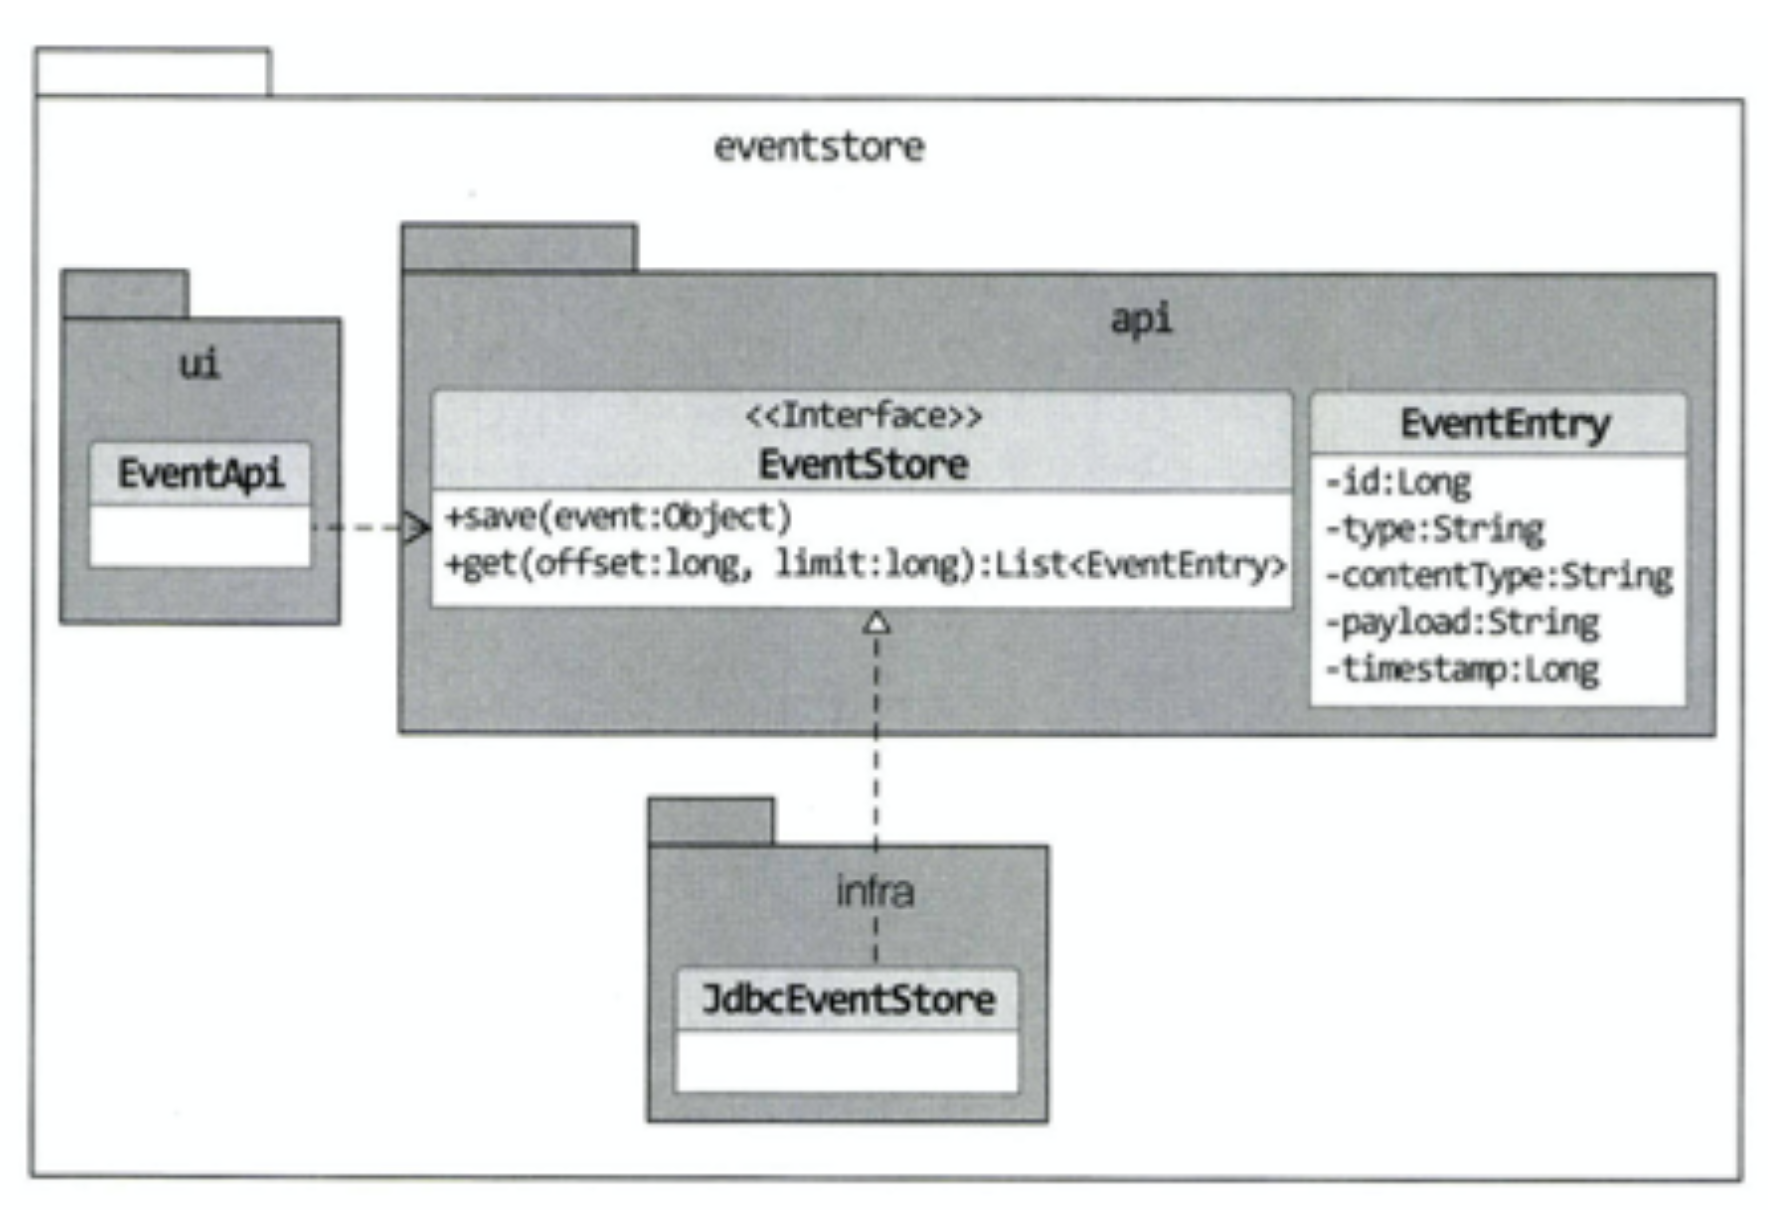 eventstore
ui
EventApi
api
<<Interface>>
EventStore
+save(event:Object)
+get(offset:long, limit:long):List<EventEntry>
EventEntry
-id:Long
-type:String
-contentType:String
-payload:String
-timestamp:Long
infra
JdbcEventStore